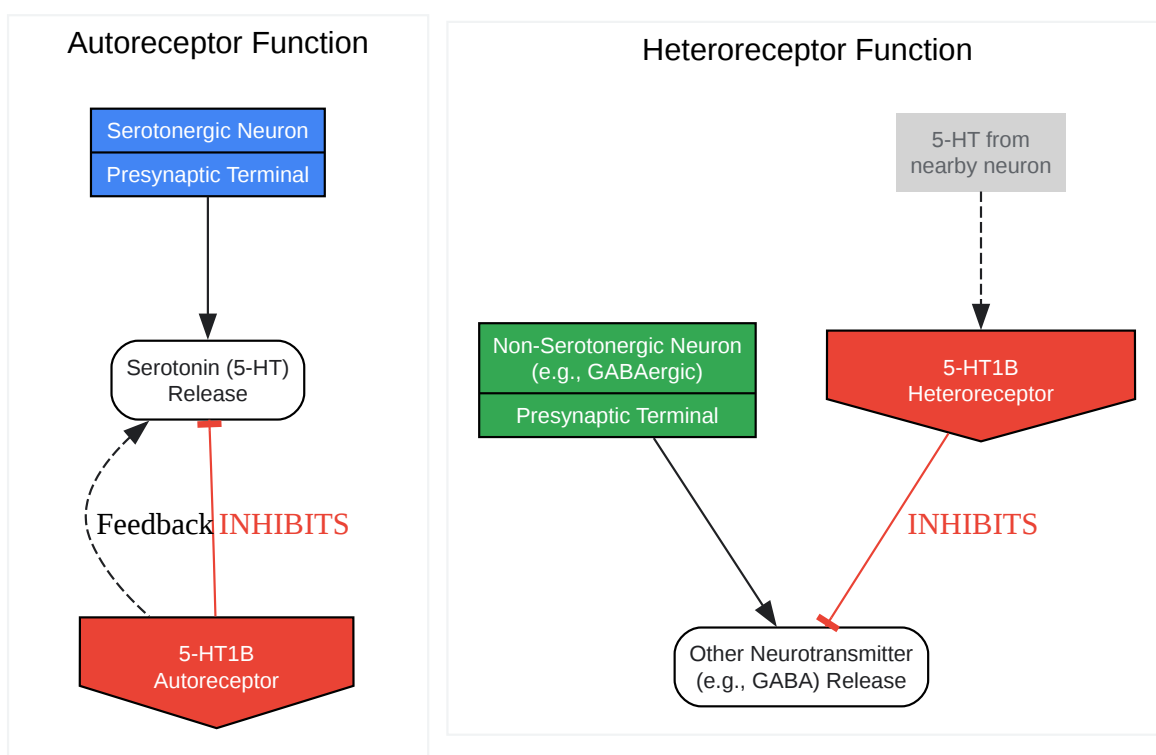 Autoreceptor Function
Serotonergic Neuron
Presynaptic Terminal
Serotonin (5-HT)
Release
Feedback
INHIBITS
5-HT1B
Autoreceptor
Heteroreceptor Function
5-HT from
nearby neuron
Non-Serotonergic Neuron
(e.g., GABAergic)
Presynaptic Terminal
5-HT1B
Heteroreceptor
INHIBITS
Other Neurotransmitter
(e.g., GABA) Release